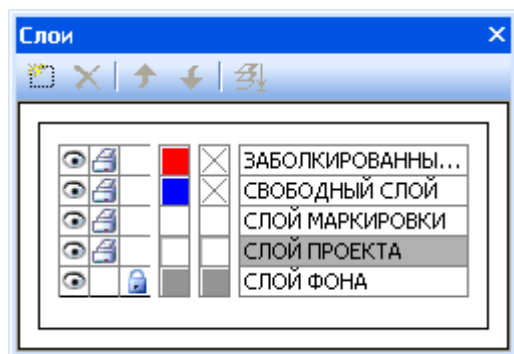 Слои
ЗАБОЛКИРОВАННЫ...
СВОБОДНЫЙ СЛОЙ
СЛОЙ МАРКИРОВКИ
СЛОЙ ПРОЕКТА
СЛОЙ ФОНА